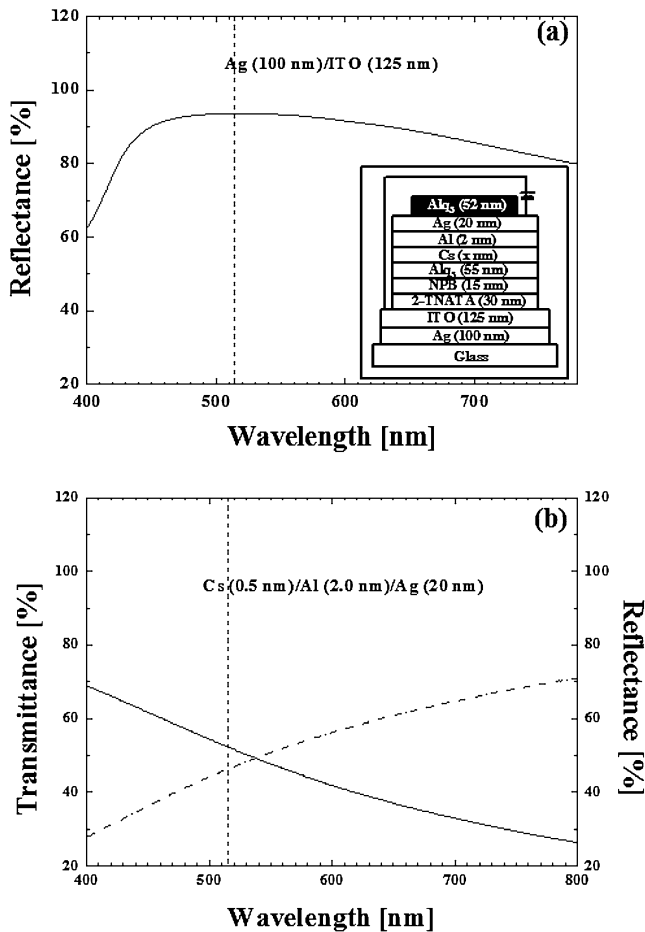 120
100
80
60
40
20
Reflectance [%]
(a)
Ag (100 nm)/ITO (125 nm)
Alq3 (52 nm)
Ag (20 nm)
Al (2 nm)
Cs (x nm)
Alq3 (55 nm)
NPB (15 nm)
2-TNATA (30 nm)
ITO (125 nm)
Ag (100 nm)
Glass
400 500 600 700
Wavelength [nm]
120
100
80
60
40
20
Transmittance [%]
(b)
Cs (0.5 nm)/Al (2.0 nm)/Ag (20 nm)
120
100
80
60
40
20
Reflectance [%]
400 500 600 700 800
Wavelength [nm]